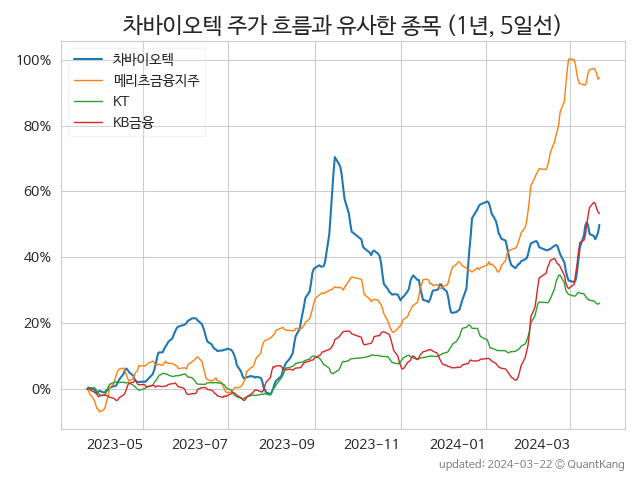 차바이오텍 주가 흐름과 유사한 종목 (1년, 5일선)
차바이오텍
메리츠금융지주
KT
KB금융
100%
80%
60%
40%
20%
0%
2023-05
2023-07
2023-09
2023-11
2024-01
2024-03
updated: 2024-03-22 © QuantKang